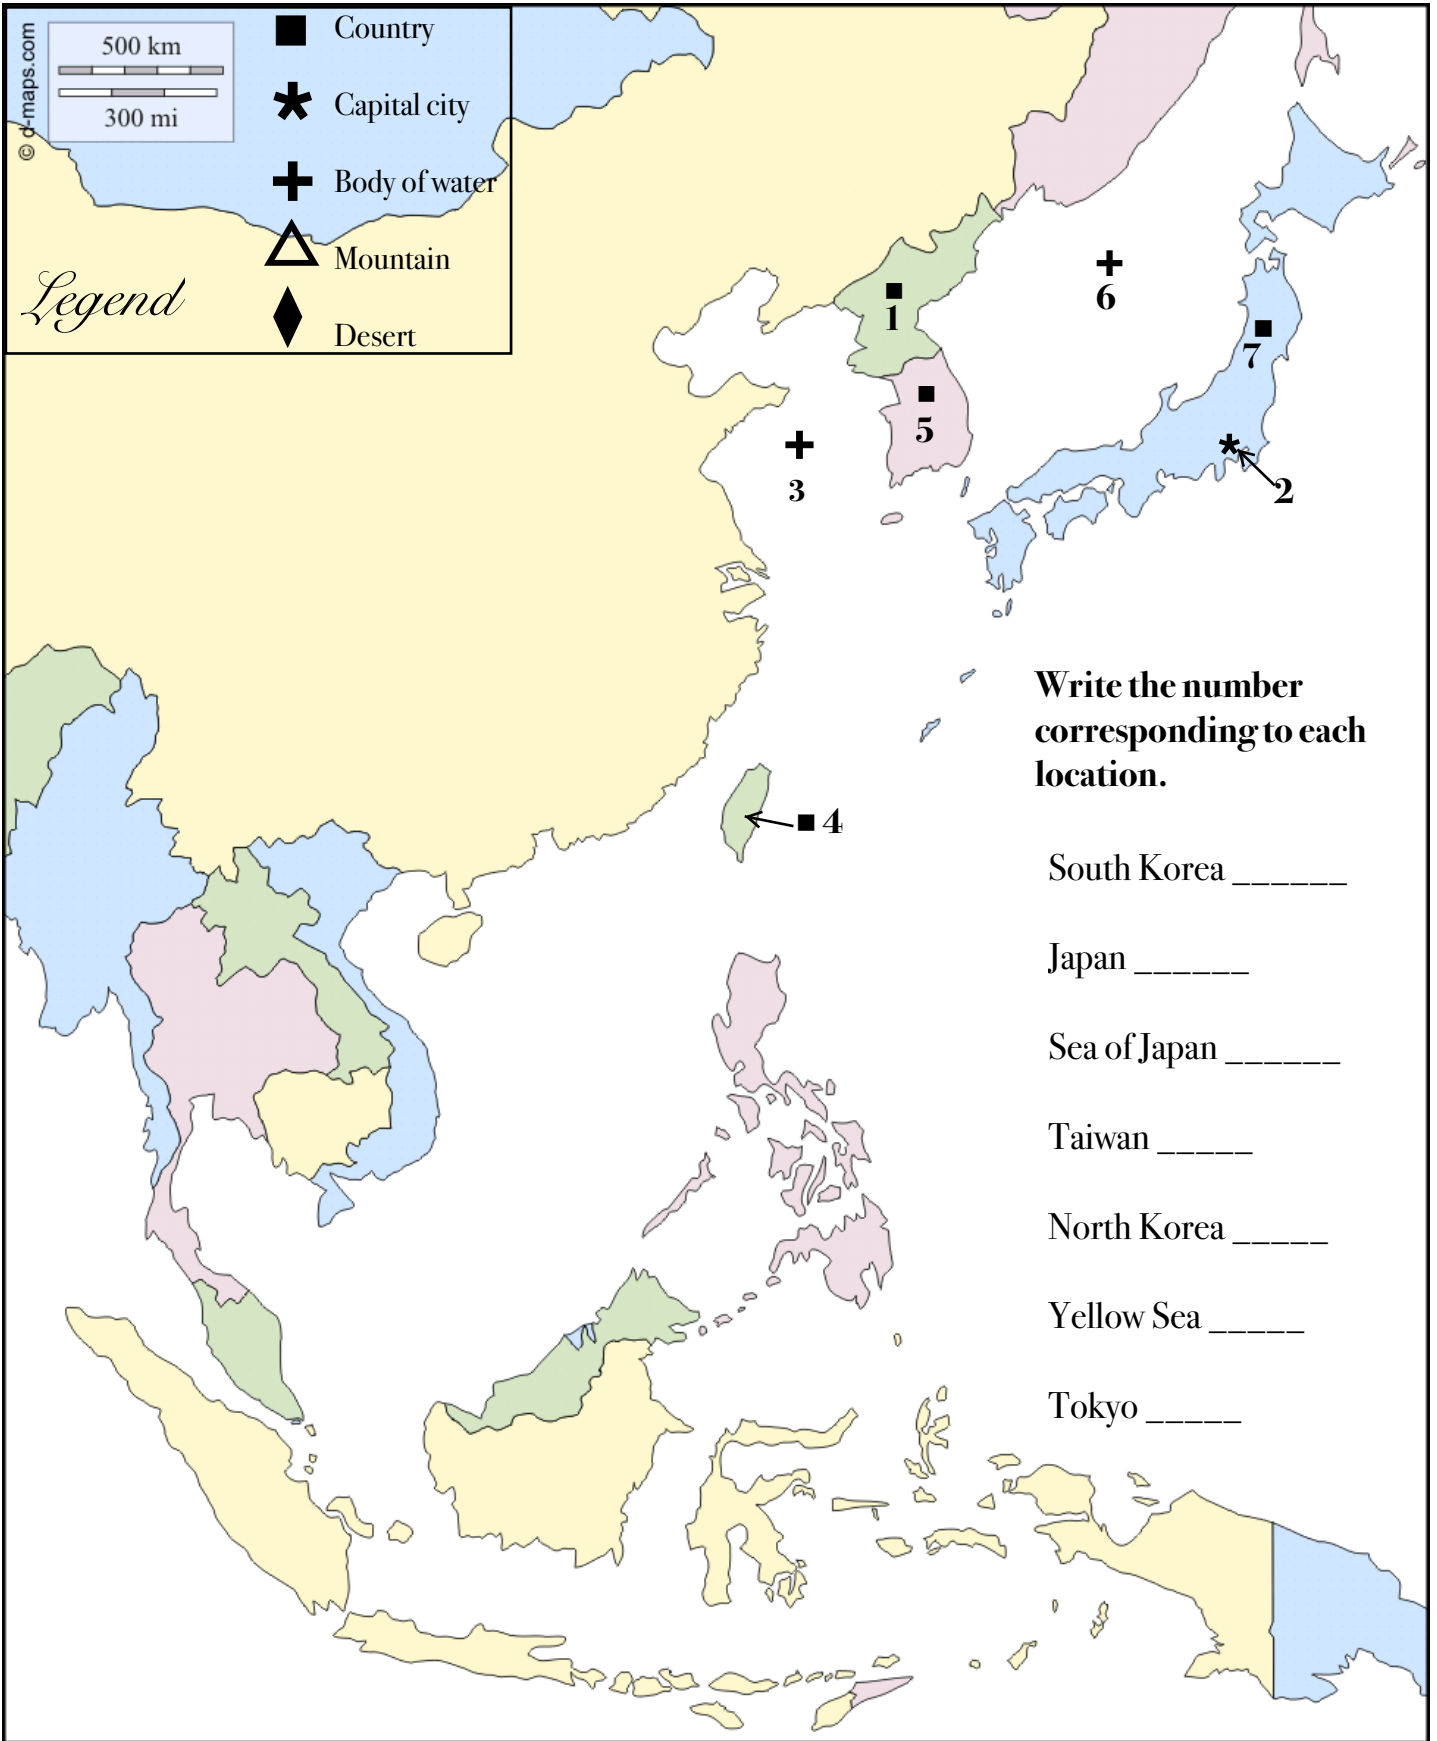 © d-maps.com
500 km
300 mi
Country
Capital city
Body of water
Mountain
Desert
Legend
1
6
7
5
3
2
4
Write the number
corresponding to each
location.
South Korea ______
Japan ______
Sea of Japan ______
Taiwan _____
North Korea _____
Yellow Sea _____
Tokyo _____